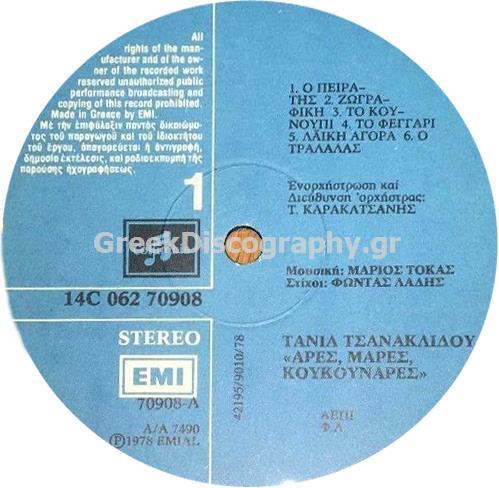 All
rights of the man-
ufacturer and of the ow-
ner of the recorded work
reserved unauthorized public
performance broadcasting and
copying of this record prohibited.
Made in Greece by EMI.
Μὲ τὴν ἐπιφύλαξιν παντὸς δικαιώμα-
τος τοῦ παραγωγοῦ καὶ τοῦ ἰδιοκτήτου
τοῦ ἔργου, ἀπαγορεύεται ἡ ἀντιγραφή,
δημοσία ἐκτέλεσις, καὶ ραδιοεκπομπὴ τῆς
παρούσης ἠχογραφήσεως.
1
14C 062 70908
STEREO
EMI
70908-A
A/A 7490
Ⓟ1978 EMIAL
42195/9010/78
1. Ο ΠΕΙΡΑ-
ΤΗΣ 2. ΖΩΓΡΑ-
ΦΙΚΗ 3. ΤΟ ΚΟΥ-
ΝΟΥΠΙ 4. ΤΟ ΦΕΓΓΑΡΙ
5. ΛΑΪΚΗ ΑΓΟΡΑ 6. Ο
ΤΡΑΛΑΛΑΣ
Ἐνορχήστρωση καὶ
Διεύθυνση ὀρχήστρας:
Τ. ΚΑΡΑΚΑΤΣΑΝΗΣ
GreekDiscography.gr
Μουσική: ΜΑΡΙΟΣ ΤΟΚΑΣ
Στίχοι: ΦΩΝΤΑΣ ΛΑΔΗΣ
ΤΑΝΙΑ ΤΣΑΝΑΚΛΙΔΟΥ
«ΑΡΕΣ, ΜΑΡΕΣ,
ΚΟΥΚΟΥΝΑΡΕΣ»
ΑΕΠΙ
Φ.Λ